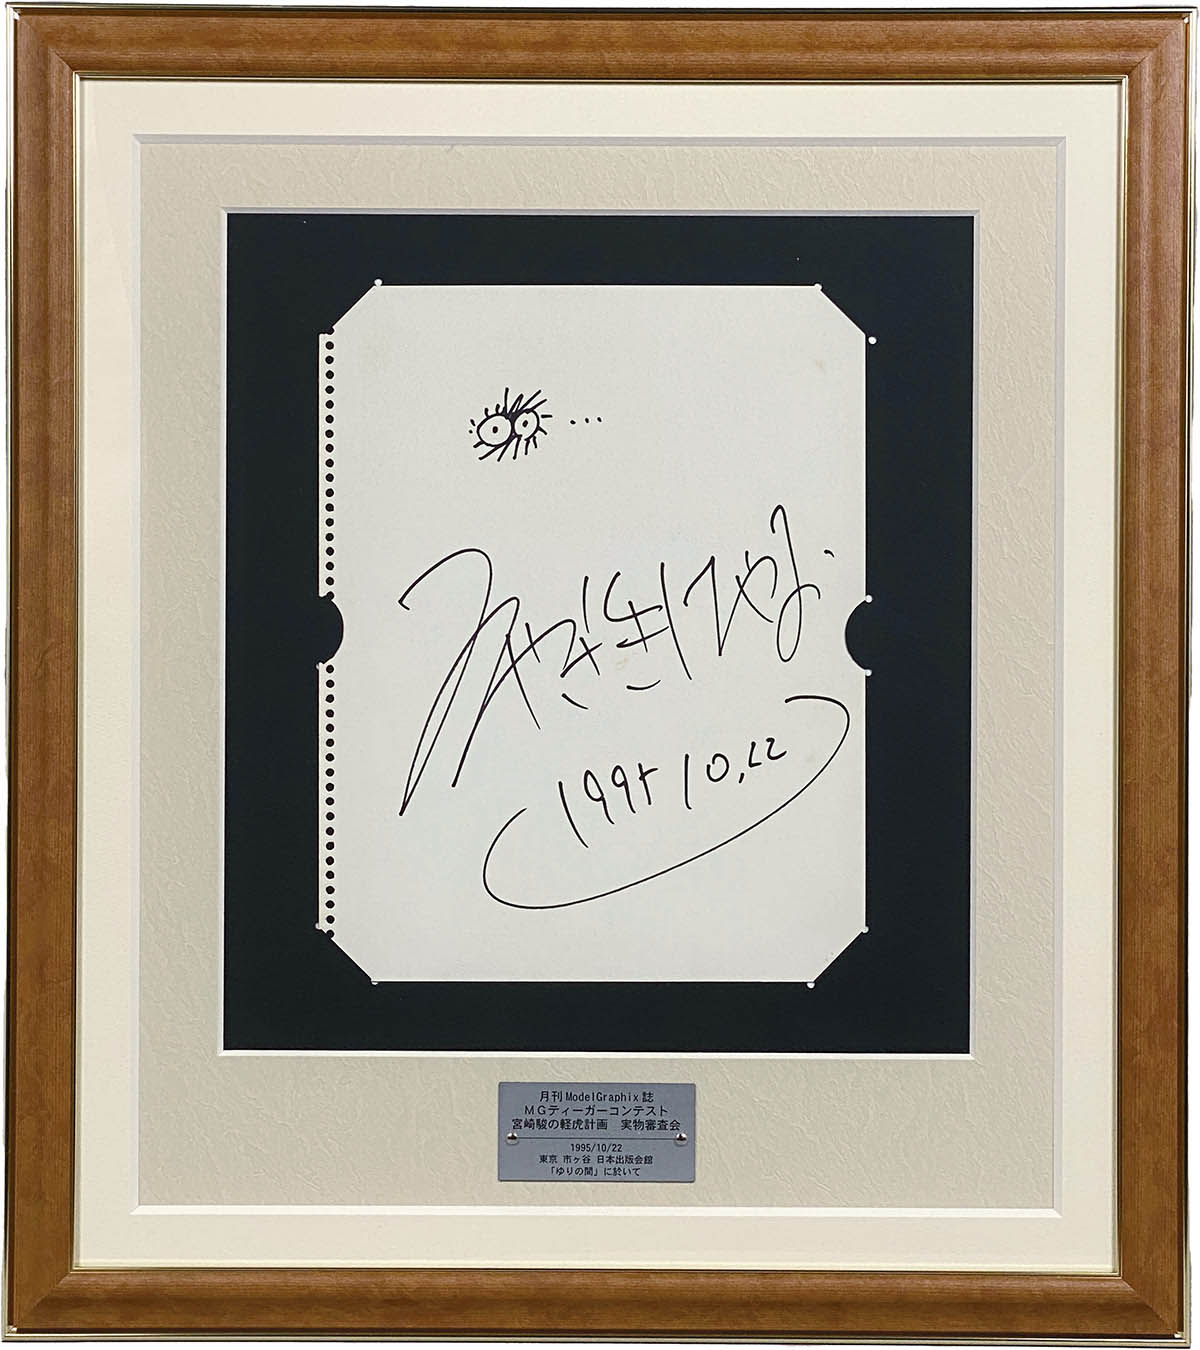 みやざき はやお
1995 10.22
月刊ModelGraphix誌
MGティーガーコンテスト
宮崎駿の軽虎計画 実物審査会
1995/10/22
東京 市ヶ谷 日本出版会館
「ゆりの間」に於いて